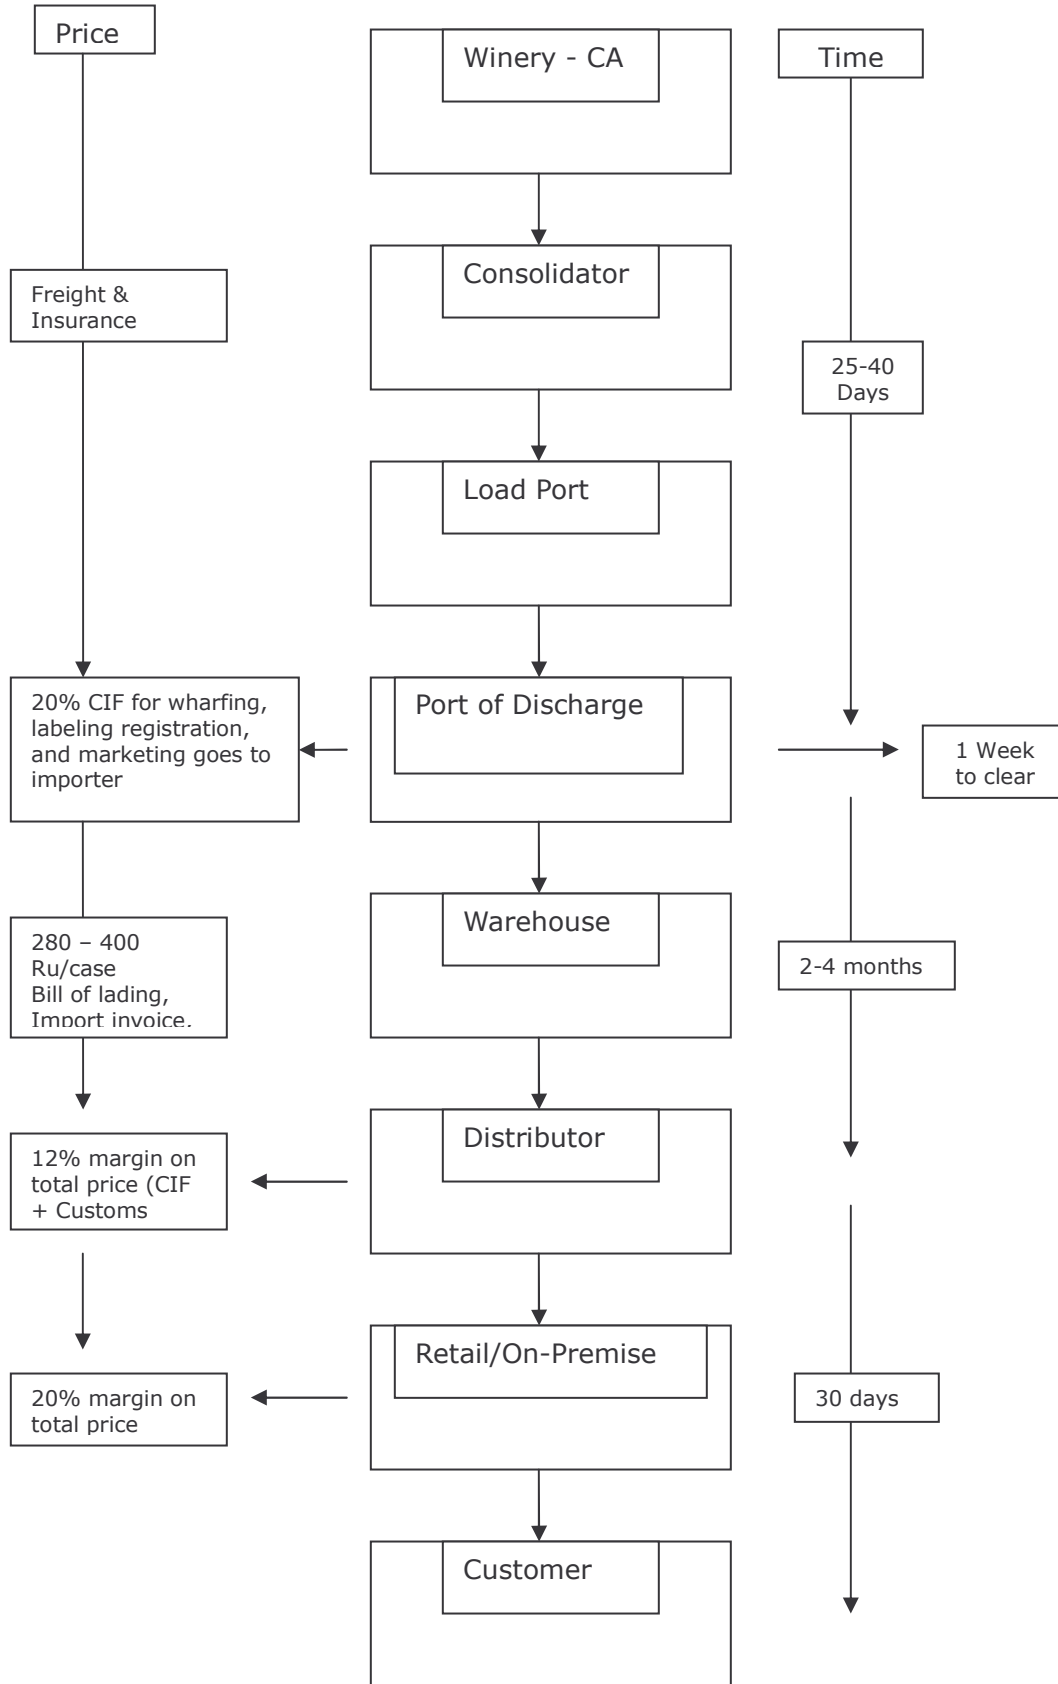 Price
Winery - CA
Time
Freight &
Insurance
Consolidator
25-40
Days
Load Port
20% CIF for wharfing,
labeling registration,
and marketing goes to
importer
Port of Discharge
1 Week
to clear
280 – 400
Ru/case
Bill of lading,
Import invoice,
Warehouse
2-4 months
12% margin on
total price (CIF
+ Customs
Distributor
20% margin on
total price
Retail/On-Premise
30 days
Customer